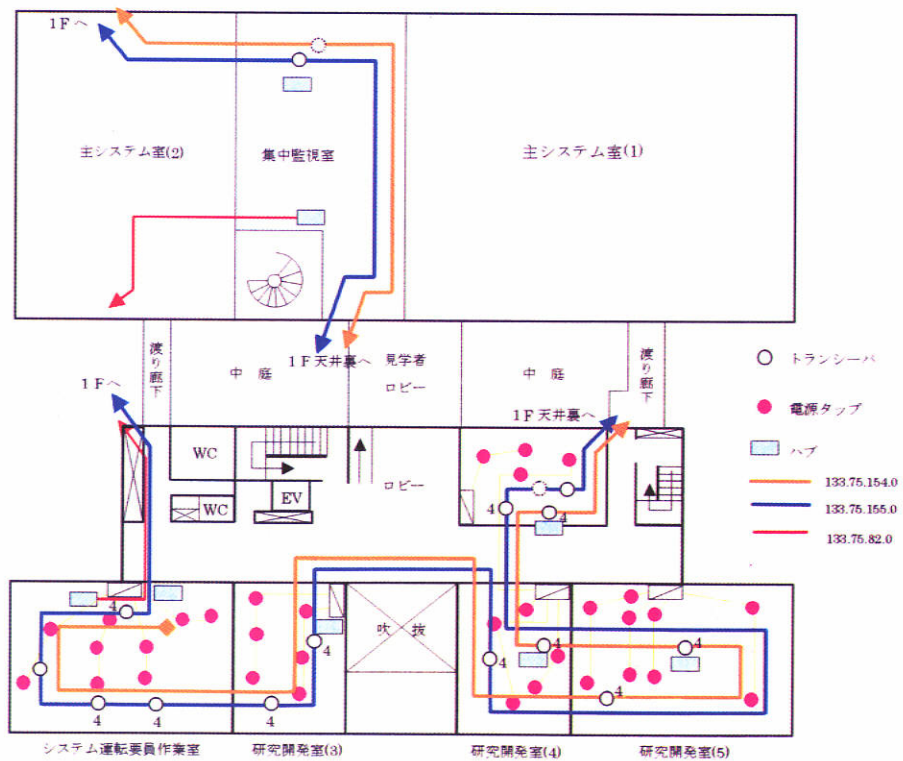 1Fへ
主システム室(2)
集中監視室
主システム室(1)
渡り廊下
中庭
1F天井裏へ
見学者
ロビー
中庭
渡り廊下
1Fへ
1F天井裏へ
トランシーバ
電源タップ
ハブ
133.75.154.0
133.75.155.0
133.75.82.0
WC
WC
EV
ロビー
4
4
4
4
吹抜
4
4
4
4
4
4
4
システム運転要員作業室
研究開発室(3)
研究開発室(4)
研究開発室(5)